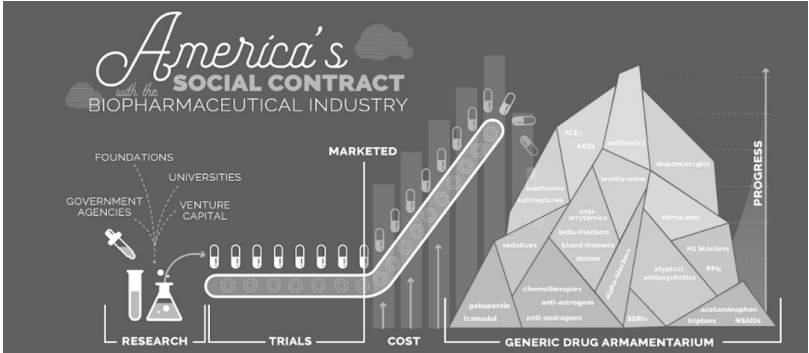 America's
with the SOCIAL CONTRACT
BIOPHARMACEUTICAL INDUSTRY
FOUNDATIONS
UNIVERSITIES
GOVERNMENT
AGENCIES
VENTURE
CAPITAL
MARKETED
RESEARCH
TRIALS
COST
GENERIC DRUG ARMAMENTARIUM
PROGRESS
ACEs
ARBs
antibiotics
dopaminergics
metformin
sulfonylurea
levothyroxine
anti-
arrythmics
beta-blockers
blood thinners
statins
stimulants
sedatives
alpha-blockers
H2 blockers
PPIs
atypical
antipsychotics
chemotherapies
anti-estrogens
anti-androgens
gabapentin
tramadol
SSRIs
acetaminophen
triptans
NSAIDs